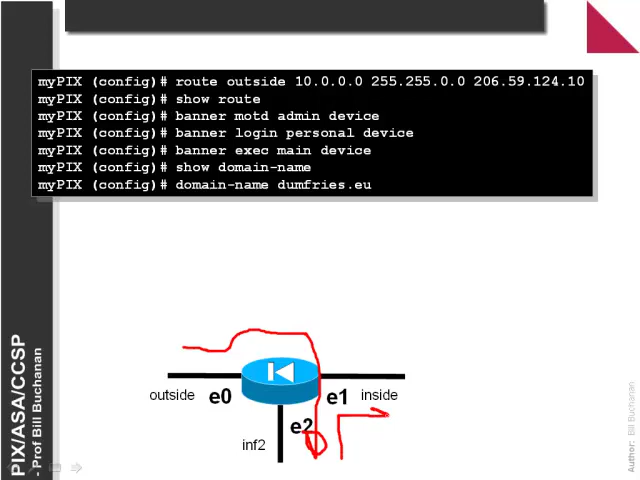 myPIX (config)# route outside 10.0.0.0 255.255.0.0 206.59.124.10
myPIX (config)# show route
myPIX (config)# banner motd admin device
myPIX (config)# banner login personal device
myPIX (config)# banner exec main device
myPIX (config)# show domain-name
myPIX (config)# domain-name dumfries.eu
outside e0 e1 inside
e2
inf2
PIX/ASA/CCSP
- Prof Bill Buchanan
Author: Bill Buchanan